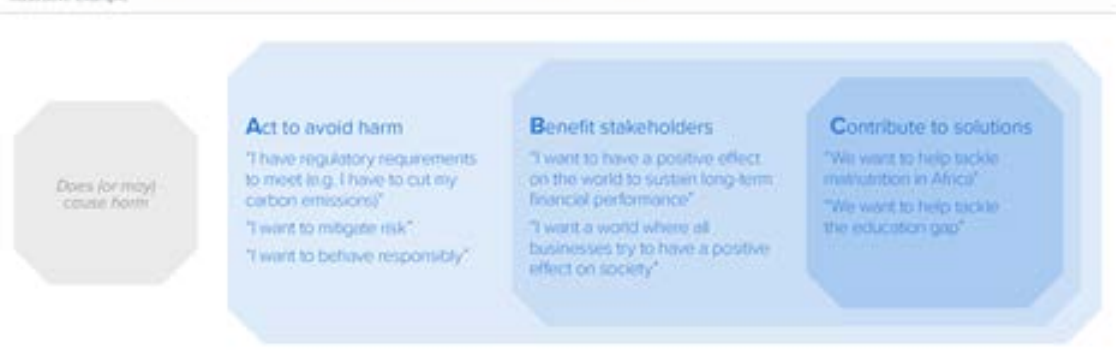 Does (or may)
cause harm
Act to avoid harm
"I have regulatory requirements
to meet (e.g. I have to cut my
carbon emissions)"
"I want to mitigate risk"
"I want to behave responsibly"
Benefit stakeholders
"I want to have a positive effect
on the world to sustain long-term
financial performance"
"I want a world where all
businesses try to have a positive
effect on society"
Contribute to solutions
"We want to help tackle
malnutrition in Africa"
"We want to help tackle
the education gap"